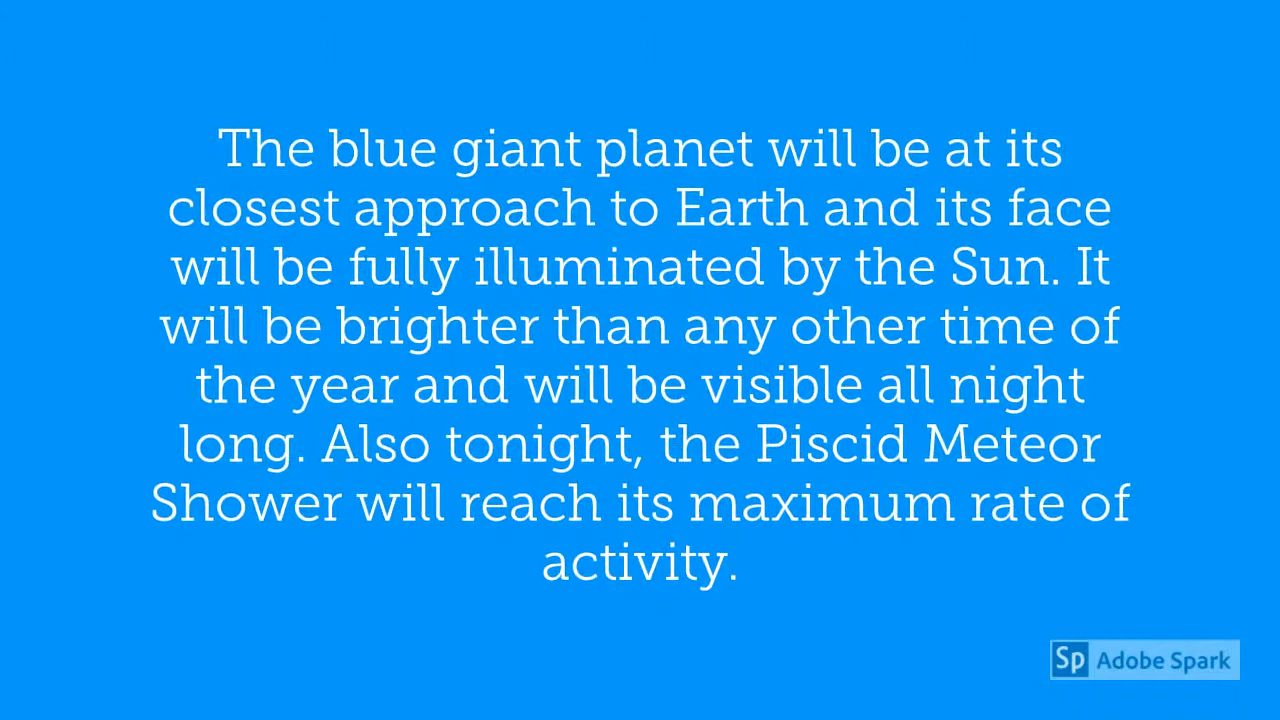 The blue giant planet will be at its
closest approach to Earth and its face
will be fully illuminated by the Sun. It
will be brighter than any other time of
the year and will be visible all night
long. Also tonight, the Piscid Meteor
Shower will reach its maximum rate of
activity.
Sp Adobe Spark